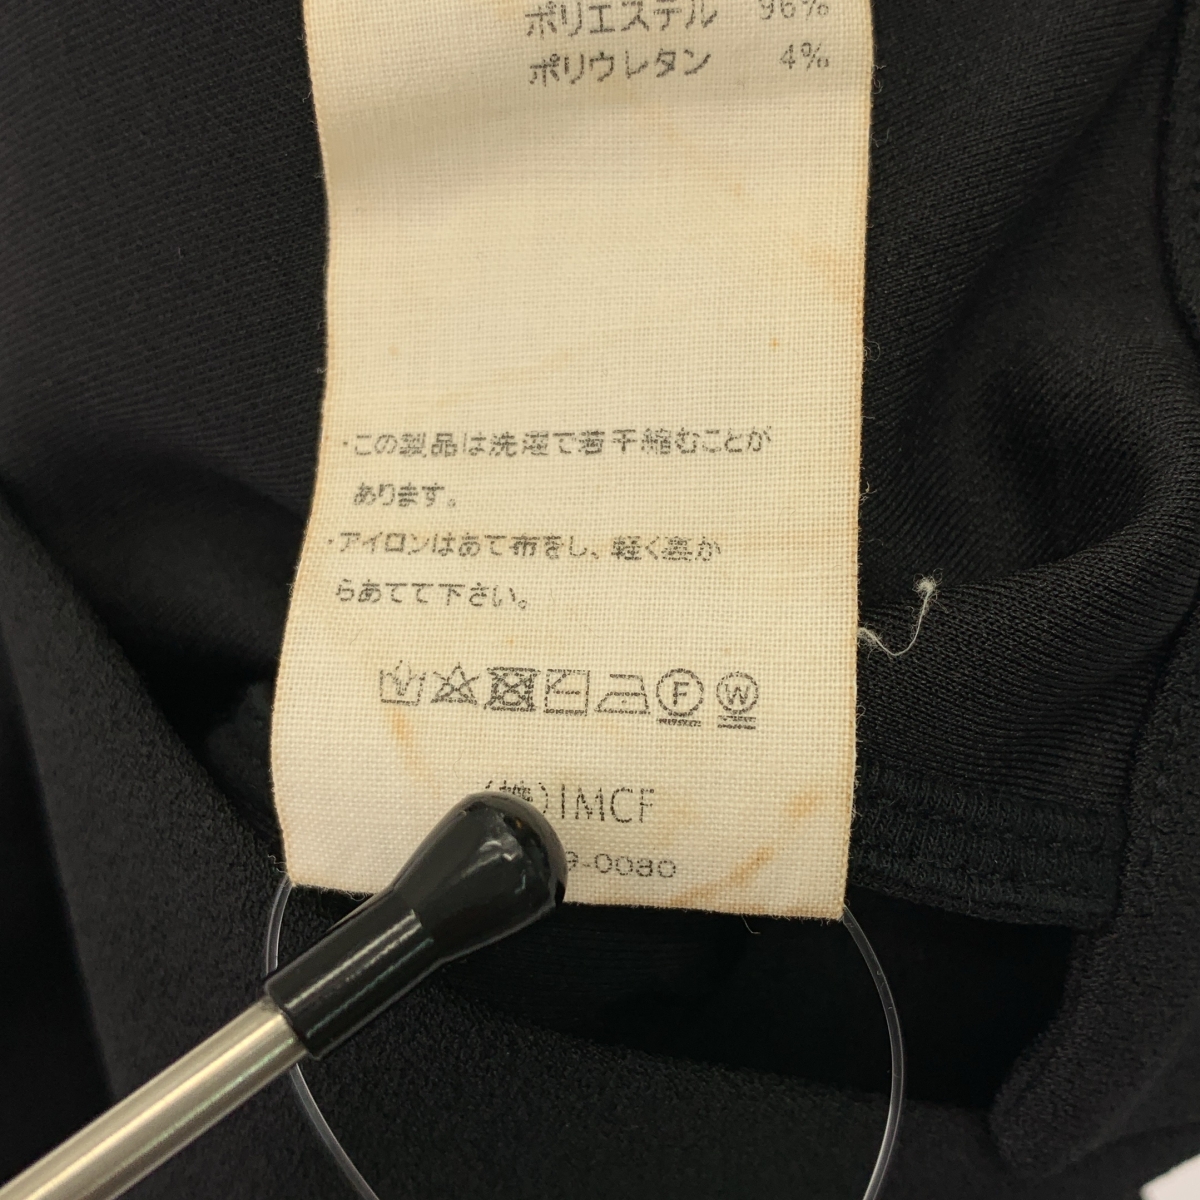 ポリエステル 96%
ポリウレタン 4%
・この製品は洗濯で若干縮むことが
あります。
・アイロンはあて布をし、軽く裏か
らあてて下さい。
F W
(株)IMCF
9-0080